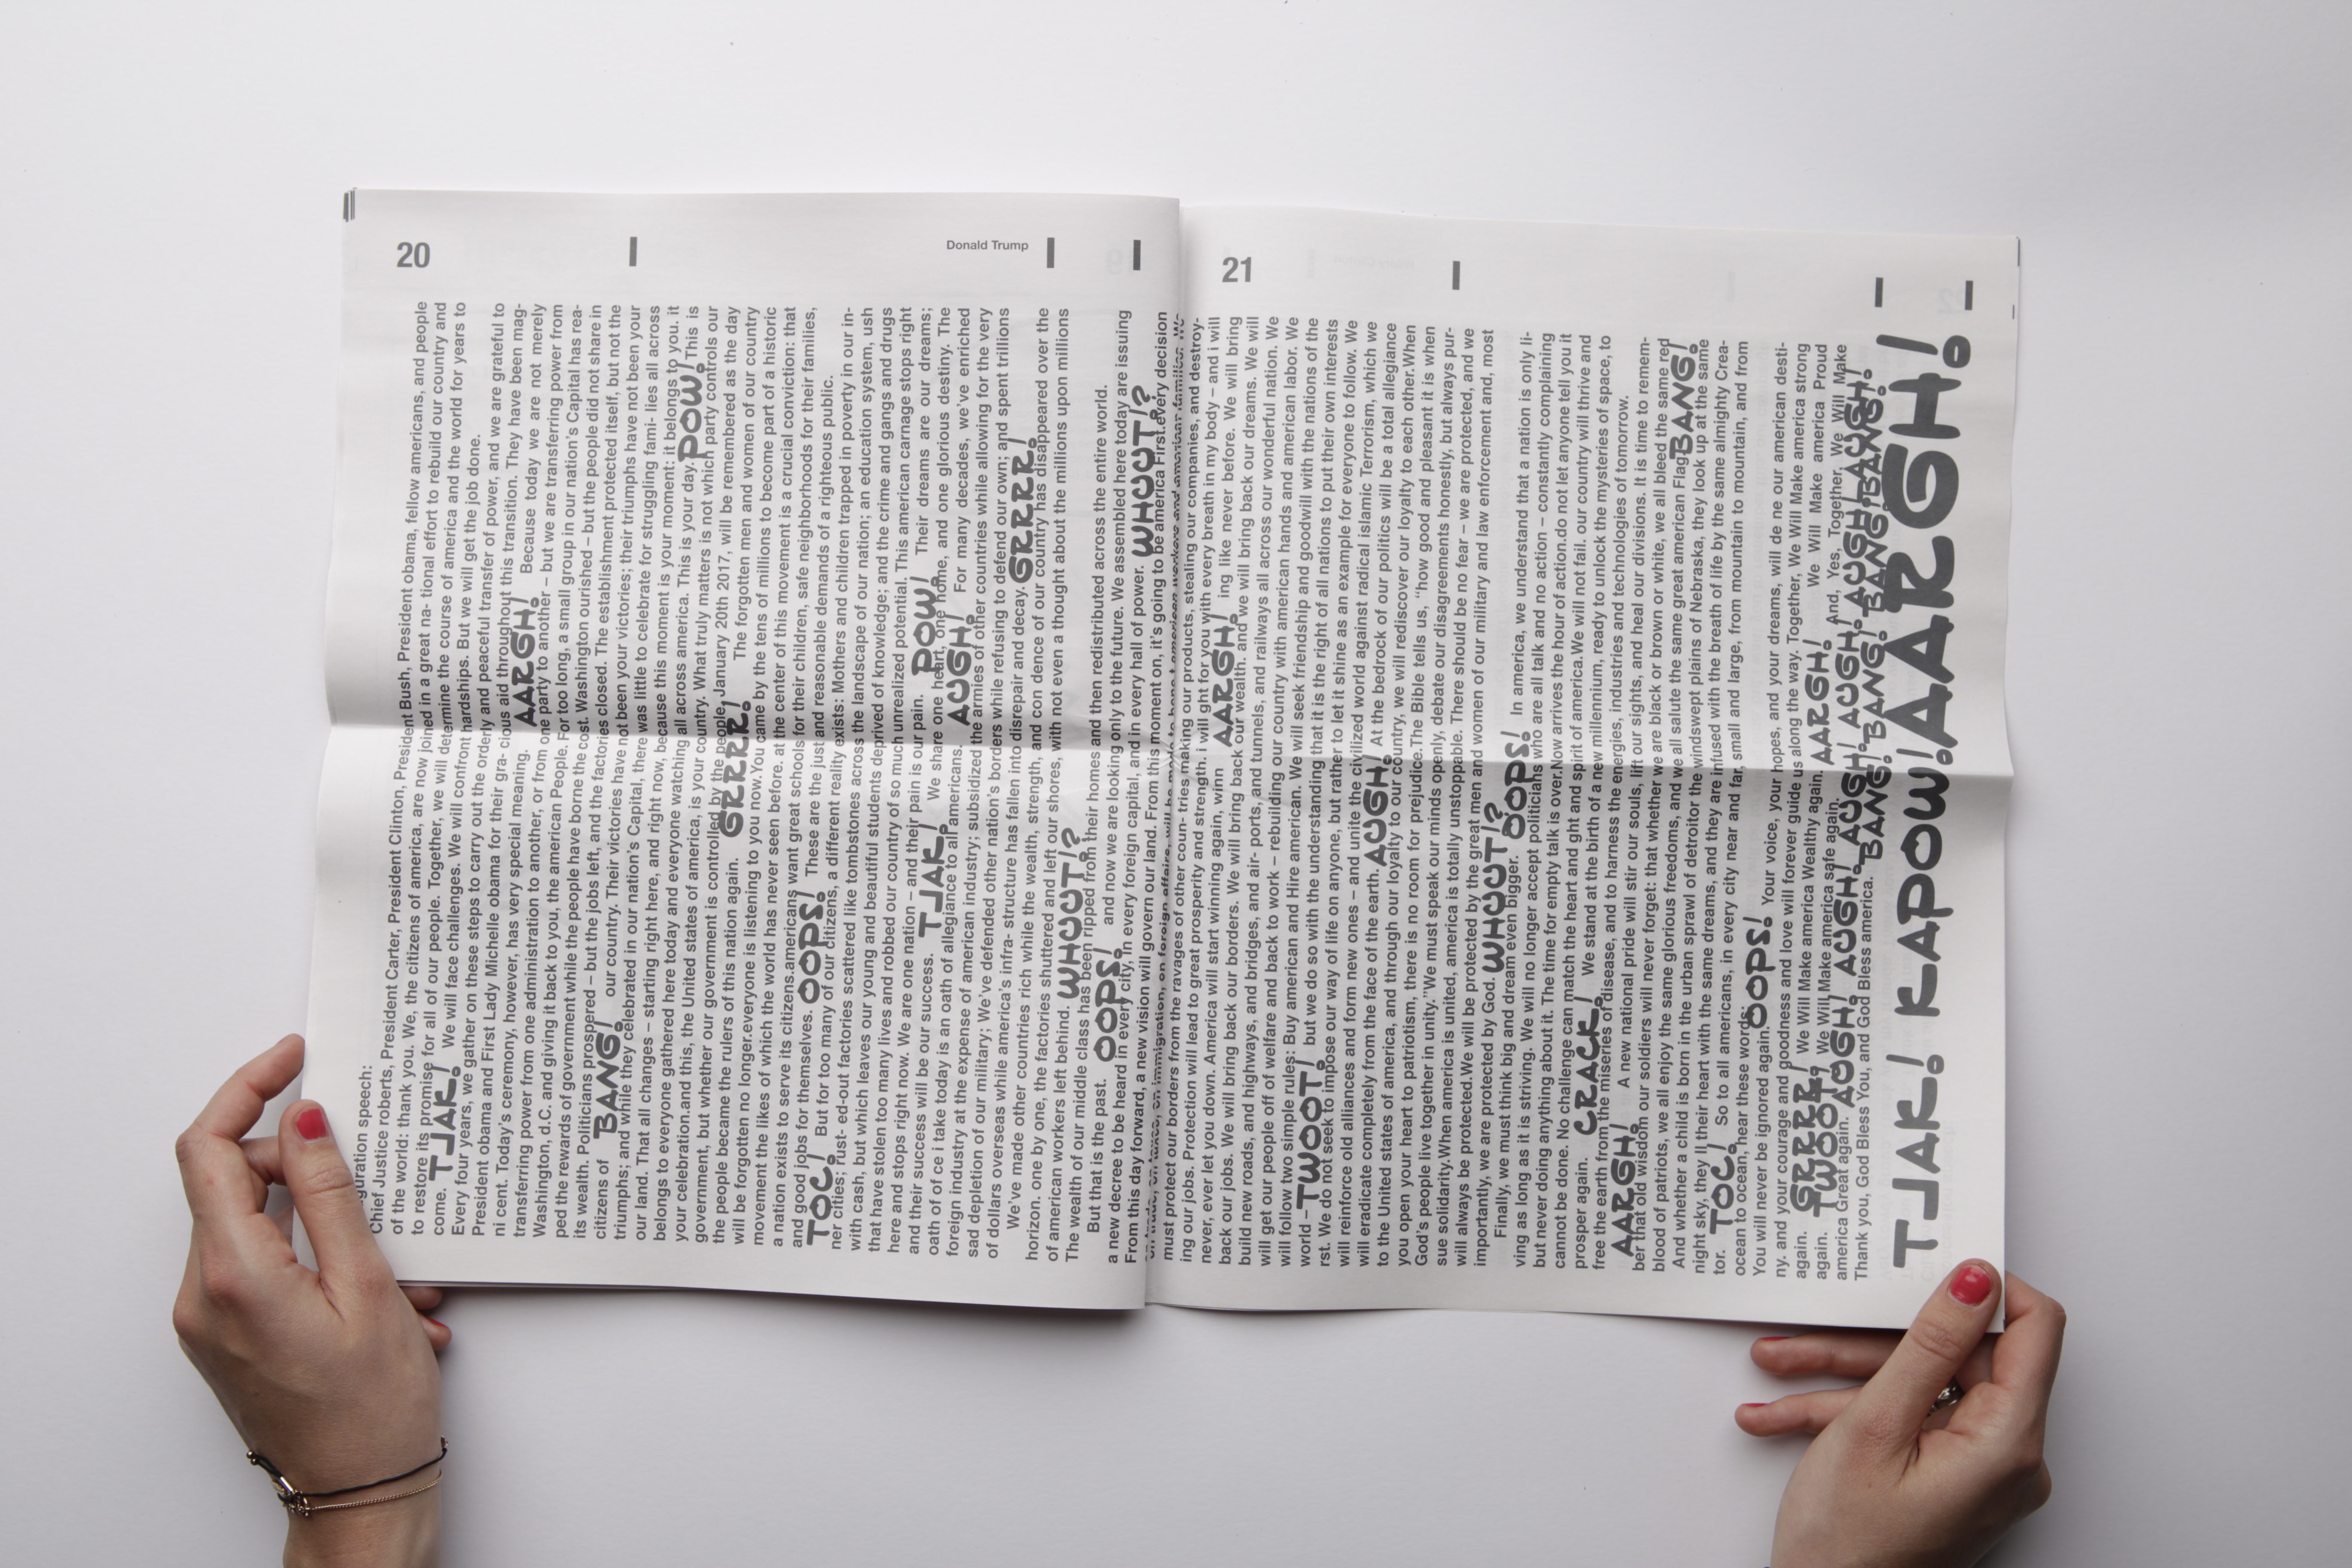 20
Donald Trump
21
guration speech:
Chief Justice roberts, President Carter, President Clinton, President Bush, President obama, fellow americans, and people
of the world: thank you. We, the citizens of america, are now joined in a great na- tional effort to rebuild our country and
to restore its promise for all of our people. Together, we will determine the course of america and the world for years to
come. TJAK! We will face challenges. We will confront hardships. But we will get the job done.
Every four years, we gather on these steps to carry out the orderly and peaceful transfer of power, and we are grateful to
President obama and First Lady Michelle obama for their gra- cious aid throughout this transition. They have been mag-
ni cent. Today's ceremony, however, has very special meaning. AARGH! Because today we are not merely
transferring power from one administration to another, or from one party to another – but we are transferring power from
Washington, d.C. and giving it back to you, the american People. For too long, a small group in our nation's Capital has rea-
ped the rewards of government while the people have borne the cost. Washington ourished – but the people did not share in
its wealth. Politicians prospered – but the jobs left, and the factories closed. The establishment protected itself, but not the
citizens of BANG! our country. Their victories have not been your victories; their triumphs have not been your
triumphs; and while they celebrated in our nation's Capital, there was little to celebrate for struggling fami- lies all across
our land. That all changes – starting right here, and right now, because this moment is your moment: it belongs to you. it
belongs to everyone gathered here today and everyone watching all across america. This is your day. POW! This is
your celebration.and this, the United states of america, is your country. What truly matters is not which party controls our
government, but whether our government is controlled by the people. January 20th 2017, will be remembered as the day
the people became the rulers of this nation again. GRRR! The forgotten men and women of our country
will be forgotten no longer.everyone is listening to you now.You came by the tens of millions to become part of a historic
movement the likes of which the world has never seen before. at the center of this movement is a crucial conviction: that
a nation exists to serve its citizens.americans want great schools for their children, safe neighborhoods for their families,
and good jobs for themselves. OOPS! These are the just and reasonable demands of a righteous public.
TOC! But for too many of our citizens, a different reality exists: Mothers and children trapped in poverty in our in-
ner cities; rust- ed-out factories scattered like tombstones across the landscape of our nation; an education system, ush
with cash, but which leaves our young and beautiful students deprived of knowledge; and the crime and gangs and drugs
that have stolen too many lives and robbed our country of so much unrealized potential. This american carnage stops right
here and stops right now. We are one nation – and their pain is our pain. POW! Their dreams are our dreams;
and their success will be our success. TJAK! We share one heart, one home, and one glorious destiny. The
oath of of ce i take today is an oath of allegiance to all americans. AUGH! For many decades, we've enriched
foreign industry at the expense of american industry; subsidized the armies of other countries while allowing for the very
sad depletion of our military; We've defended other nation's borders while refusing to defend our own; and spent trillions
of dollars overseas while america's infra- structure has fallen into disrepair and decay. GRRR!
We've made other countries rich while the wealth, strength, and con dence of our country has disappeared over the
horizon. one by one, the factories shuttered and left our shores, with not even a thought about the millions upon millions
of american workers left behind. WHOUT!?
The wealth of our middle class has been ripped from their homes and then redistributed across the entire world.
But that is the past. OOPS! and now we are looking only to the future. We assembled here today are issuing
a new decree to be heard in every city, in every foreign capital, and in every hall of power. WHOUT!?
From this day forward, a new vision will govern our land. From this moment on, it's going to be america First.every decision
on trade, on taxes, on immigration, on foreign affairs, will be made to bene t american workers and american families. We
must protect our borders from the ravages of other coun- tries making our products, stealing our companies, and destroy-
ing our jobs. Protection will lead to great prosperity and strength. i will ght for you with every breath in my body – and i will
never, ever let you down. America will start winning again, winn AARGH! ing like never before. We will bring
back our jobs. We will bring back our borders. We will bring back our wealth. and we will bring back our dreams. We will
build new roads, and highways, and bridges, and air- ports, and tunnels, and railways all across our wonderful nation. We
will get our people off of welfare and back to work – rebuilding our country with american hands and american labor. We
will follow two simple rules: Buy american and Hire american. We will seek friendship and goodwill with the nations of the
world – TWOOT! but we do so with the understanding that it is the right of all nations to put their own interests
rst. We do not seek to impose our way of life on anyone, but rather to let it shine as an example for everyone to follow. We
will reinforce old alliances and form new ones – and unite the civilized world against radical islamic Terrorism, which we
will eradicate completely from the face of the earth. AUGH! At the bedrock of our politics will be a total allegiance
to the United states of america, and through our loyalty to our country, we will rediscover our loyalty to each other.When
you open your heart to patriotism, there is no room for prejudice.The Bible tells us, "how good and pleasant it is when
God's people live together in unity."We must speak our minds openly, debate our disagreements honestly, but always pur-
sue solidarity.When america is united, america is totally unstoppable. There should be no fear – we are protected, and we
will always be protected.We will be protected by the great men and women of our military and law enforcement and, most
importantly, we are protected by God. WHOUT!?
Finally, we must think big and dream even bigger. OOPS! In america, we understand that a nation is only li-
ving as long as it is striving. We will no longer accept politicians who are all talk and no action – constantly complaining
but never doing anything about it. The time for empty talk is over.Now arrives the hour of action.do not let anyone tell you it
cannot be done. No challenge can match the heart and ght and spirit of america.We will not fail. our country will thrive and
prosper again. CRACK! We stand at the birth of a new millennium, ready to unlock the mysteries of space, to
free the earth from the miseries of disease, and to harness the energies, industries and technologies of tomorrow.
AARGH! A new national pride will stir our souls, lift our sights, and heal our divisions. It is time to remem-
ber that old wisdom our soldiers will never forget: that whether we are black or brown or white, we all bleed the same red
blood of patriots, we all enjoy the same glorious freedoms, and we all salute the same great american Flag. BANG!
And whether a child is born in the urban sprawl of detroitor the windswept plains of Nebraska, they look up at the same
night sky, they ll their heart with the same dreams, and they are infused with the breath of life by the same almighty Crea-
tor. TOC! So to all americans, in every city near and far, small and large, from mountain to mountain, and from
ocean to ocean, hear these words:
You will never be ignored again. OOPS! Your voice, your hopes, and your dreams, will de ne our american desti-
ny. and your courage and goodness and love will forever guide us along the way. Together, We Will Make america strong
again. GRRR! We Will Make america Wealthy again. AARGH! We Will Make america Proud
again. TWOOT! We Will Make america safe again. And, Yes, Together, We Will Make
america Great again. AUGH! AUGH! AUGH! AUGH! AUGH! AUGH! AUGH! AUGH!
Thank you, God Bless You, and God Bless america. BANG! BANG! BANG! BANG! BANG! BANG!
TJAK! KAPOW! AARGH!